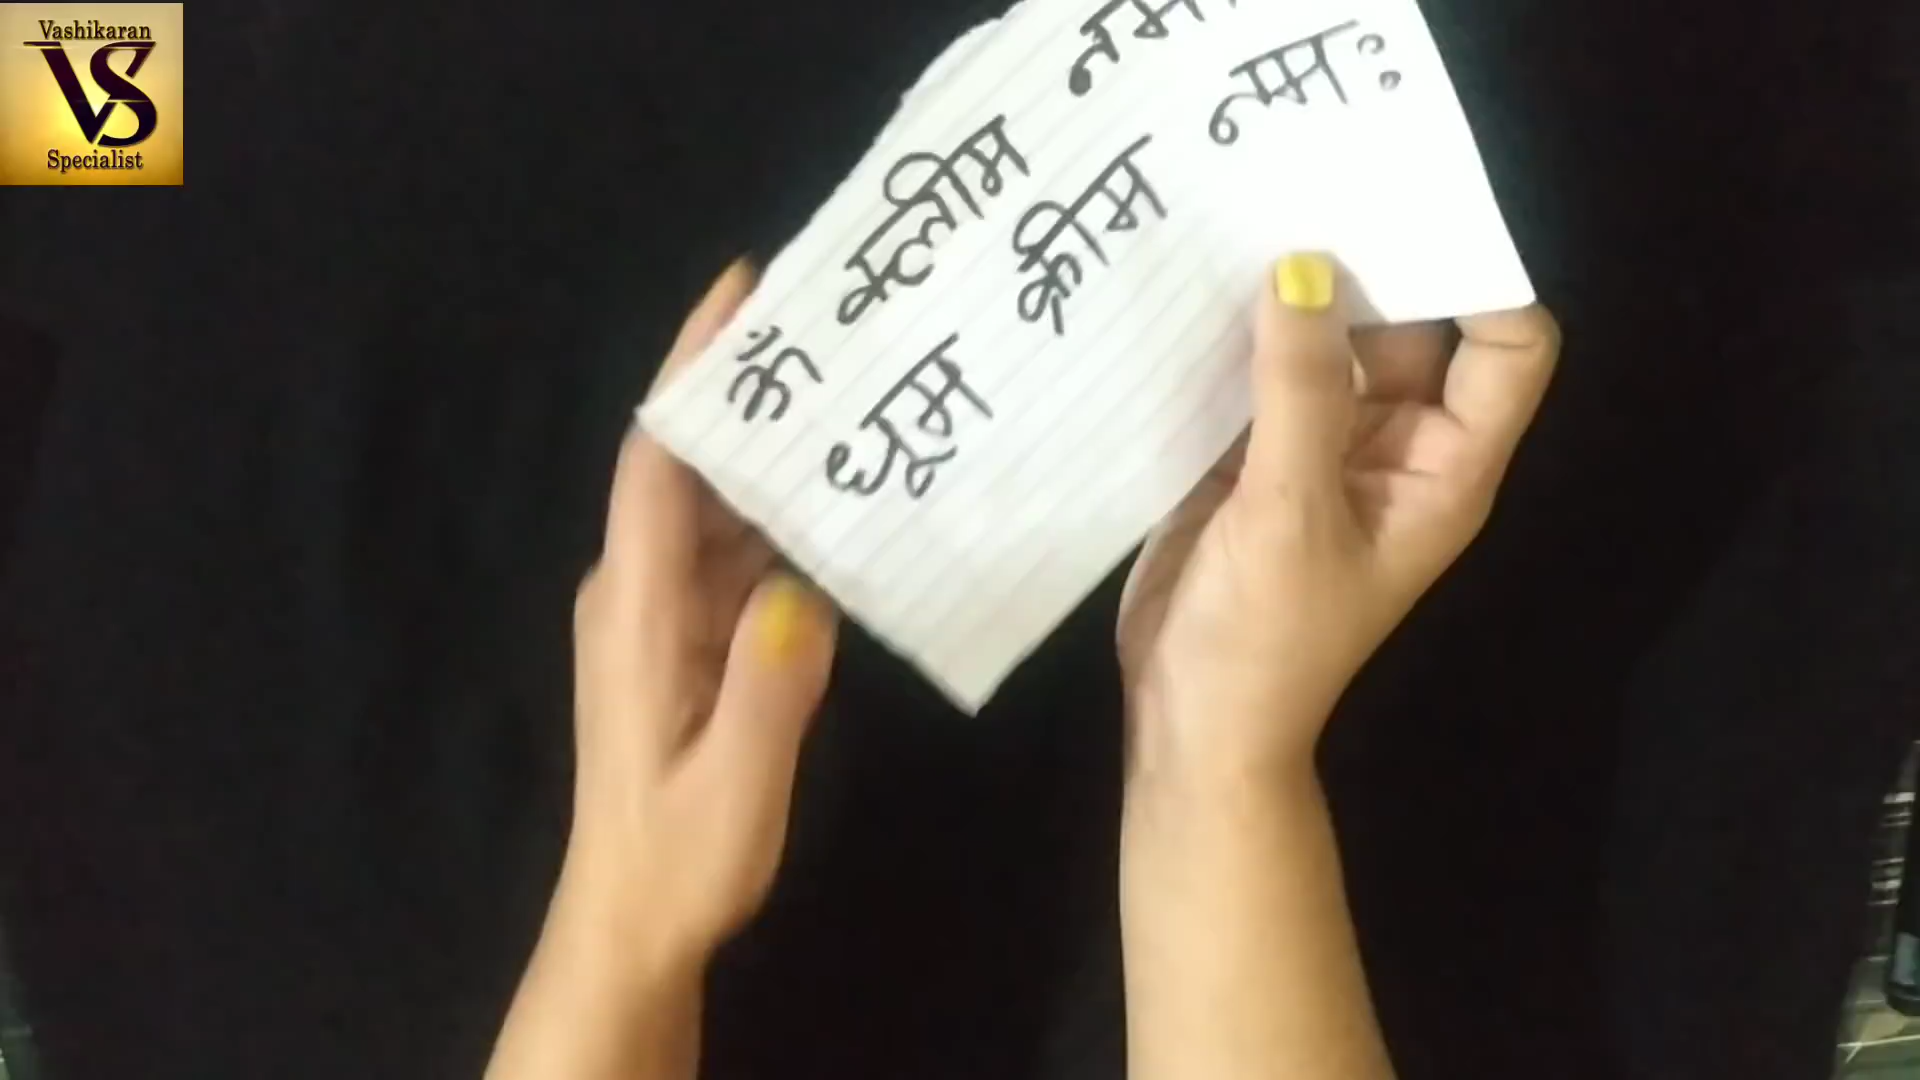 Vashikaran
VS
Specialist
ॐ क्लीम
धूम क्रीम नमः